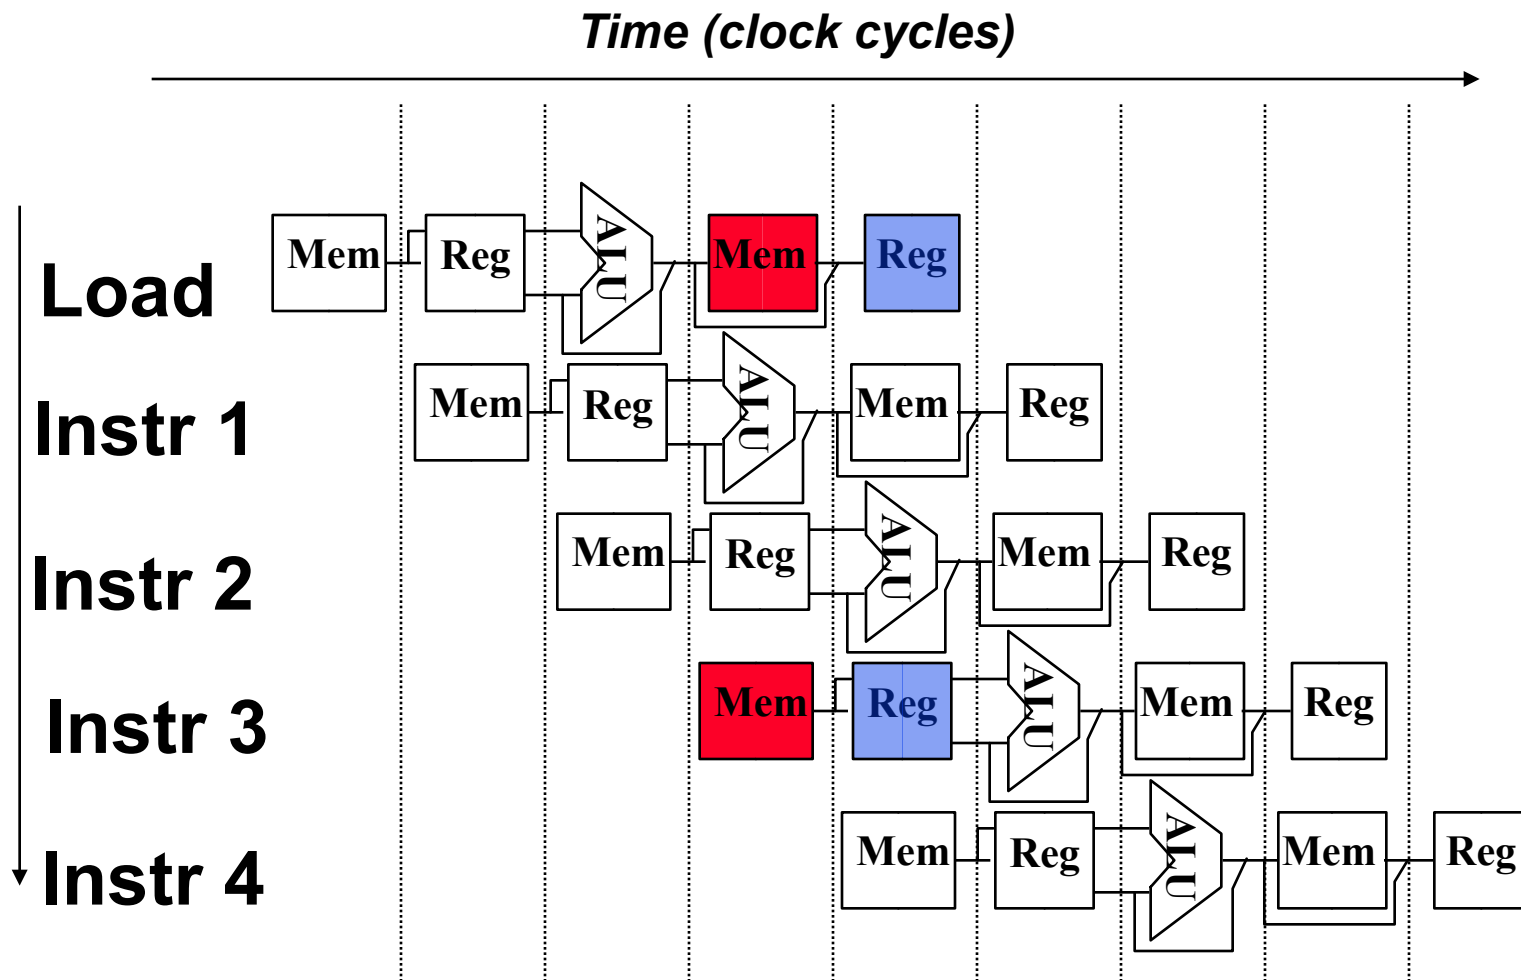 Time (clock cycles)
Load Mem Reg ALU Mem Reg
Instr 1 Mem Reg ALU Mem Reg
Instr 2 Mem Reg ALU Mem Reg
Instr 3 Mem Reg ALU Mem Reg
Instr 4 Mem Reg ALU Mem Reg